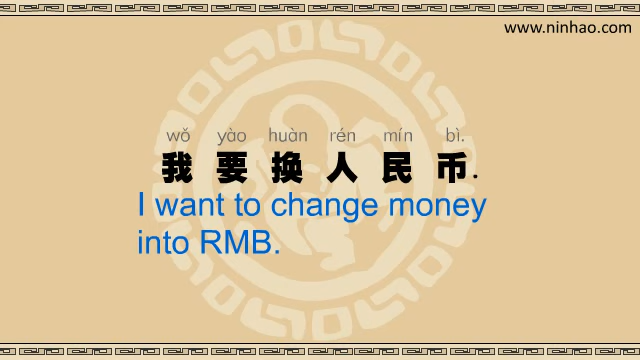 www.ninhao.com
wǒ yào huàn rén mín bì.
我 要 换 人 民 币.
I want to change money
into RMB.